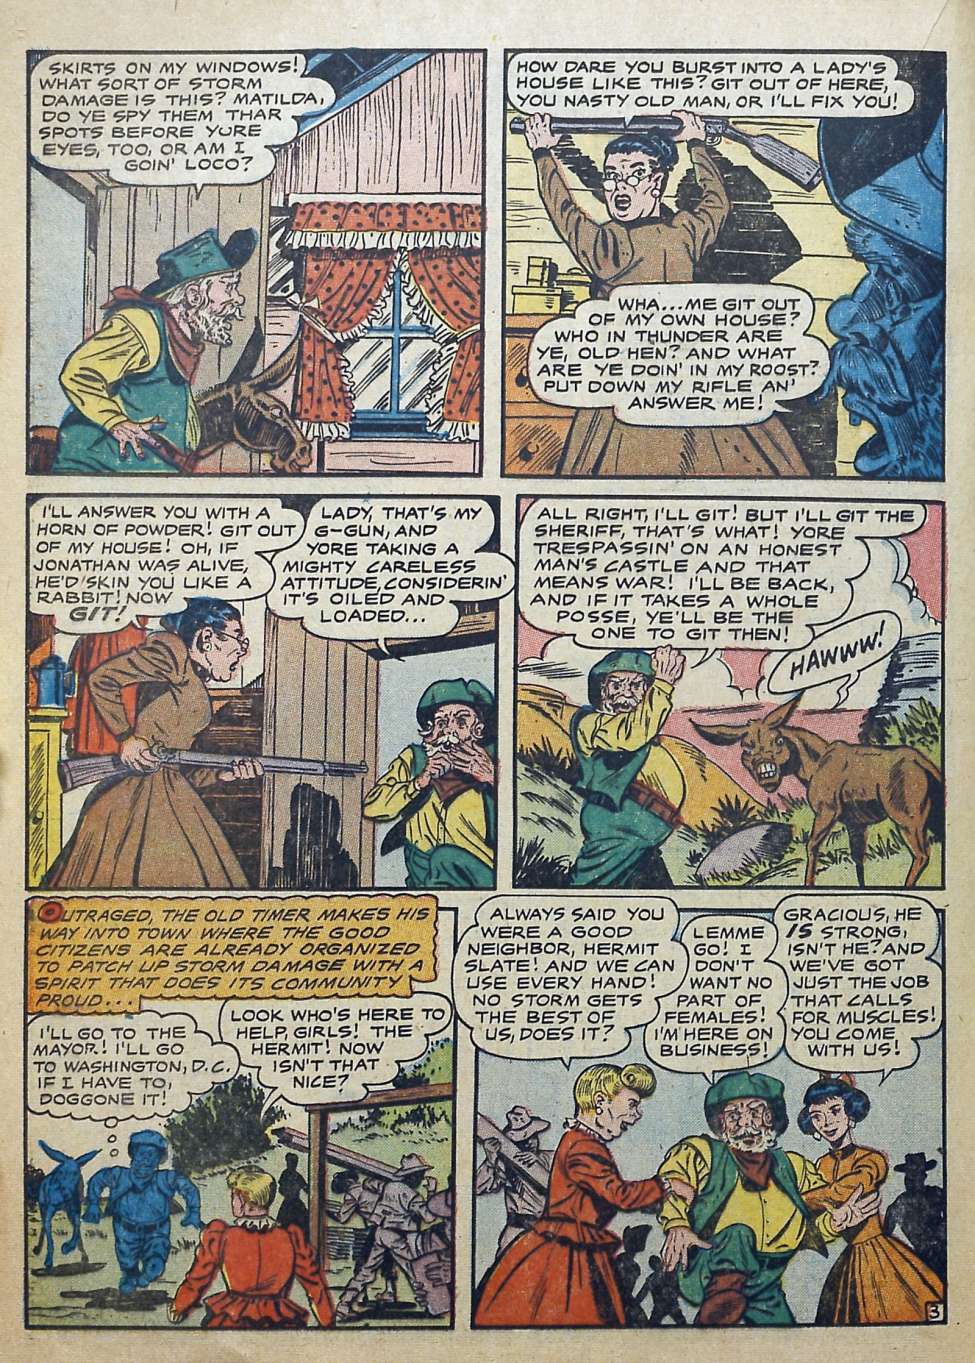 SKIRTS ON MY WINDOWS!
WHAT SORT OF STORM
DAMAGE IS THIS? MATILDA,
DO YE SPY THEM THAR
SPOTS BEFORE YORE
EYES, TOO, OR AM I
GOIN' LOCO?
HOW DARE YOU BURST INTO A LADY'S
HOUSE LIKE THIS? GIT OUT OF HERE,
YOU NASTY OLD MAN, OR I'LL FIX YOU!
WHA...ME GIT OUT
OF MY OWN HOUSE?
WHO IN THUNDER ARE
YE, OLD HEN? AND WHAT
ARE YE DOIN' IN MY ROOST?
PUT DOWN MY RIFLE AN'
ANSWER ME!
I'LL ANSWER YOU WITH A
HORN OF POWDER! GIT OUT
OF MY HOUSE! OH, IF
JONATHAN WAS ALIVE,
HE'D SKIN YOU LIKE A
RABBIT! NOW
GIT!
LADY, THAT'S MY
G-GUN, AND
YORE TAKING A
MIGHTY CARELESS
ATTITUDE, CONSIDERIN'
IT'S OILED AND
LOADED...
ALL RIGHT, I'LL GIT! BUT I'LL GIT THE
SHERIFF, THAT'S WHAT! YORE
TRESPASSIN' ON AN HONEST
MAN'S CASTLE AND THAT
MEANS WAR! I'LL BE BACK,
AND IF IT TAKES A WHOLE
POSSE, YE'LL BE THE
ONE TO GIT THEN!
HAWWW!
OUTRAGED, THE OLD TIMER MAKES HIS
WAY INTO TOWN WHERE THE GOOD
CITIZENS ARE ALREADY ORGANIZED
TO PATCH UP STORM DAMAGE WITH A
SPIRIT THAT DOES ITS COMMUNITY
PROUD...
I'LL GO TO THE
MAYOR! I'LL GO
TO WASHINGTON, D.C.
IF I HAVE TO,
DOGGONE IT!
LOOK WHO'S HERE TO
HELP, GIRLS! THE
HERMIT! NOW
ISN'T THAT
NICE?
ALWAYS SAID YOU
WERE A GOOD
NEIGHBOR, HERMIT
SLATE! AND WE CAN
USE EVERY HAND!
NO STORM GETS
THE BEST OF
US, DOES IT?
LEMME
GO! I
DON'T
WANT NO
PART OF
FEMALES!
I'M HERE ON
BUSINESS!
GRACIOUS, HE
IS STRONG,
ISN'T HE? AND
WE'VE GOT
JUST THE JOB
THAT CALLS
FOR MUSCLES!
YOU COME
WITH US!
3